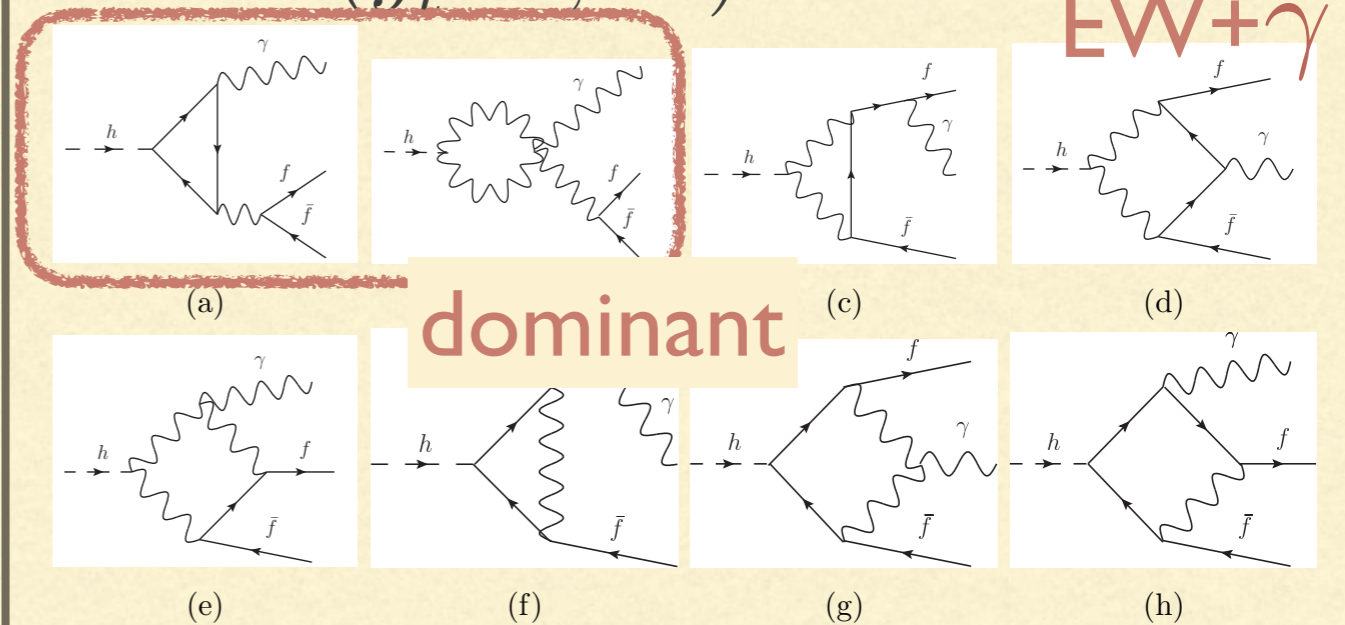 EW+γ
γ
h
f
f̄
γ
h
f
f̄
f
γ
h
f̄
f
γ
h
f̄
(a)
dominant
(c)
(d)
γ
h
f
f̄
h
γ
f̄
f
h
γ
f̄
γ
h
f
f̄
(e)
(f)
(g)
(h)